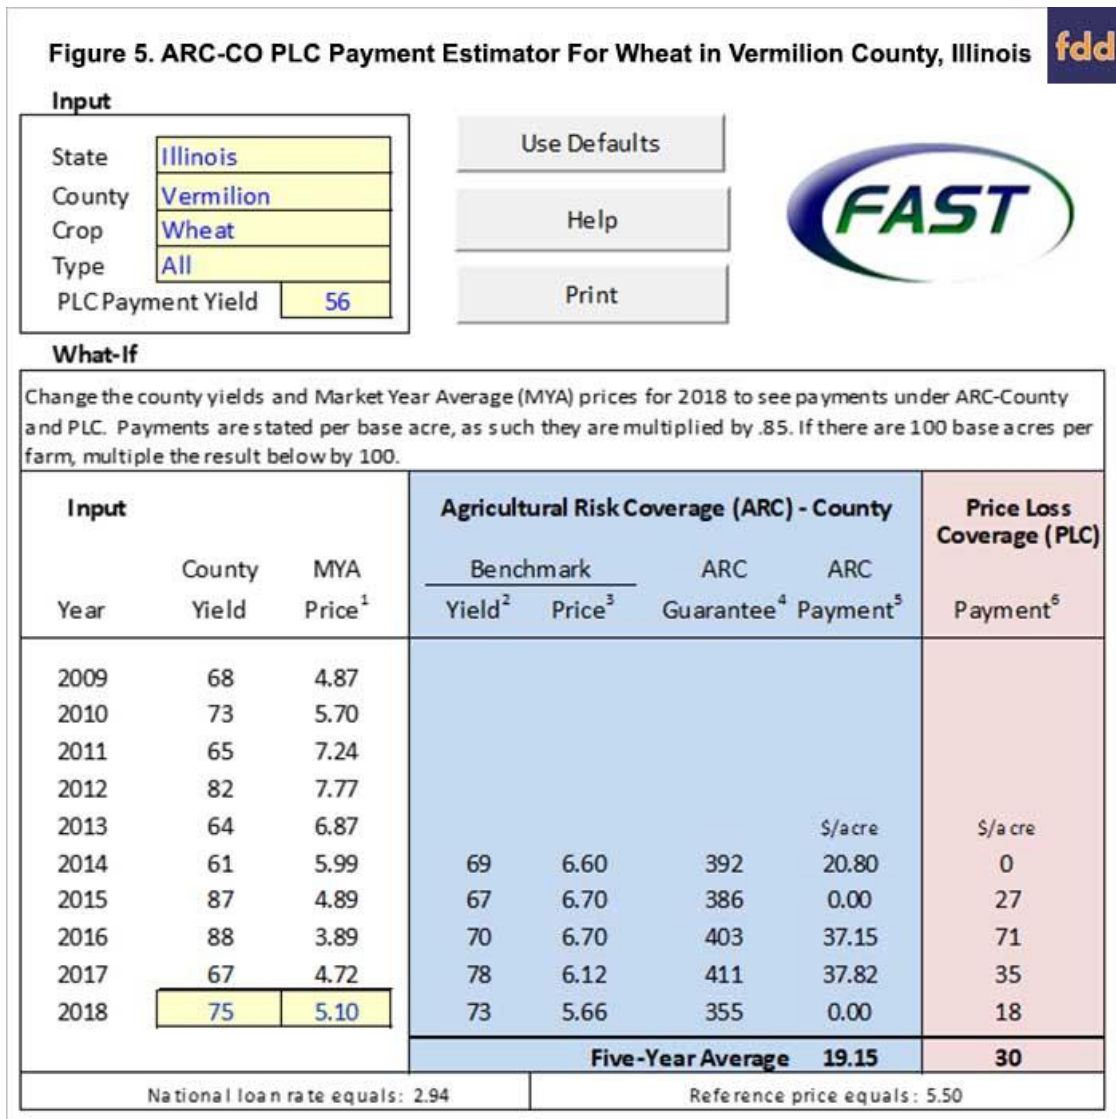 Figure 5. ARC-CO PLC Payment Estimator For Wheat in Vermilion County, Illinois
fdd
Input
State Illinois
County Vermilion
Crop Wheat
Type All
PLC Payment Yield 56
Use Defaults
Help
Print
FAST
What-If
Change the county yields and Market Year Average (MYA) prices for 2018 to see payments under ARC-County
and PLC. Payments are stated per base acre, as such they are multiplied by .85. If there are 100 base acres per
farm, multiple the result below by 100.
Input Agricultural Risk Coverage (ARC) - County Price Loss
Coverage (PLC)
County MYA Benchmark ARC ARC
Year Yield Price¹ Yield² Price³ Guarantee⁴ Payment⁵ Payment⁶
2009 68 4.87
2010 73 5.70
2011 65 7.24
2012 82 7.77
2013 64 6.87 $/acre $/acre
2014 61 5.99 69 6.60 392 20.80 0
2015 87 4.89 67 6.70 386 0.00 27
2016 88 3.89 70 6.70 403 37.15 71
2017 67 4.72 78 6.12 411 37.82 35
2018 75 5.10 73 5.66 355 0.00 18
Five-Year Average 19.15 30
National loan rate equals: 2.94 Reference price equals: 5.50